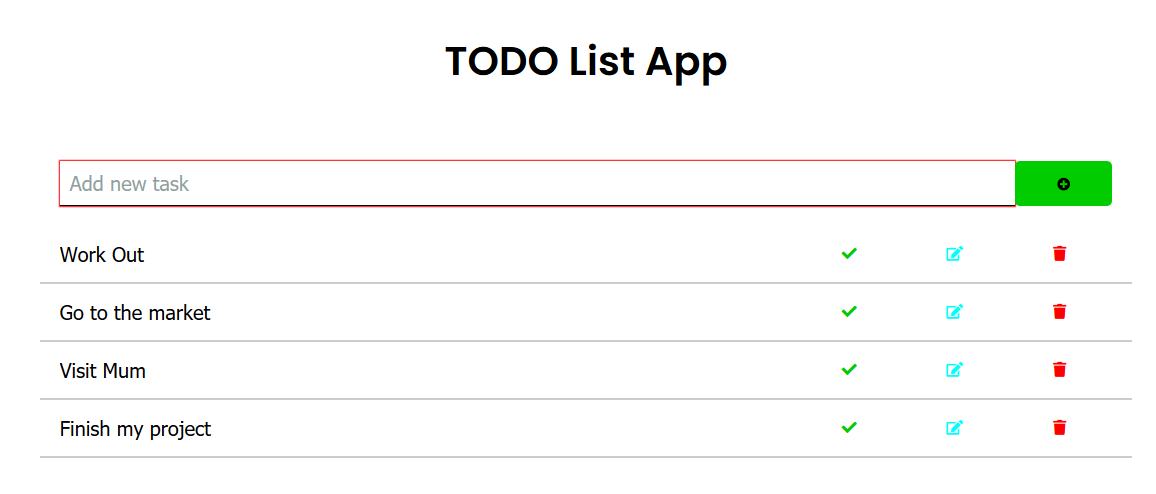 TODO List App
Add new task
Work Out
Go to the market
Visit Mum
Finish my project